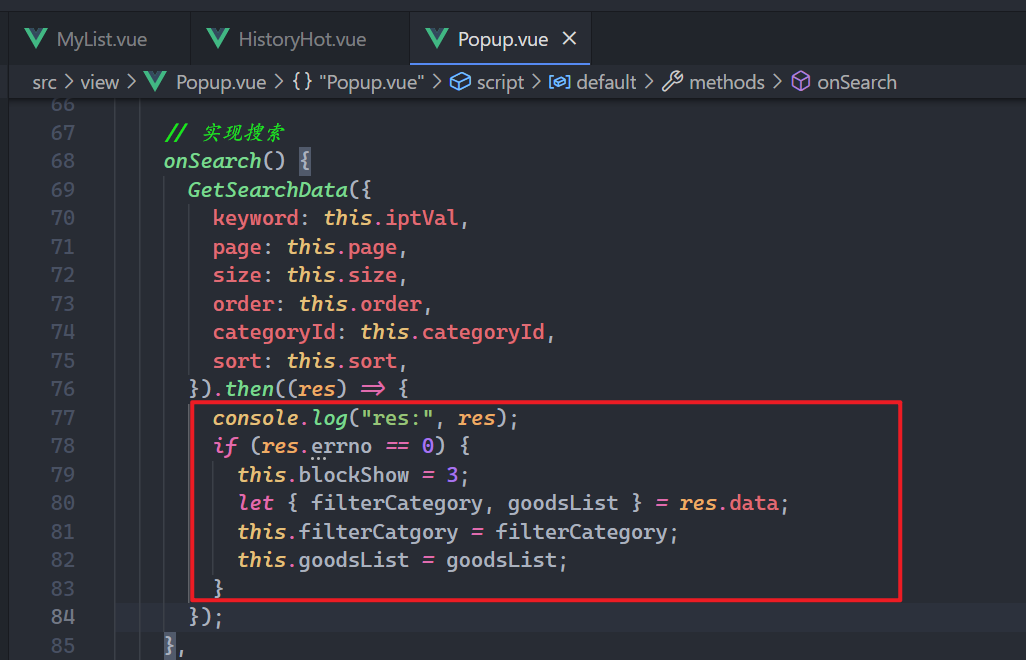 MyList.vue HistoryHot.vue Popup.vue ×
src > view > Popup.vue > {} "Popup.vue" > script > default > methods > onSearch
66
67 // 实现搜索
68 onSearch() {
69 GetSearchData({
70 keyword: this.iptVal,
71 page: this.page,
72 size: this.size,
73 order: this.order,
74 categoryId: this.categoryId,
75 sort: this.sort,
76 }).then((res) => {
77 console.log("res:", res);
78 if (res.errno == 0) {
79 this.blockShow = 3;
80 let { filterCategory, goodsList } = res.data;
81 this.filterCatgory = filterCategory;
82 this.goodsList = goodsList;
83 }
84 });
85 },